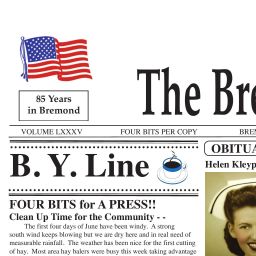 The Bre
85 Years
in Bremond
VOLUME LXXXV FOUR BITS PER COPY BREM
B. Y. Line
OBITUA
Helen Kleyp
FOUR BITS for A PRESS!!
Clean Up Time for the Community - -
The first four days of June have been windy. A strong
south wind keeps blowing but we are dry here and in real need of
measurable rainfall. The weather has been nice for the first cutting
of hay. Most area hay balers were busy this week taking advantage